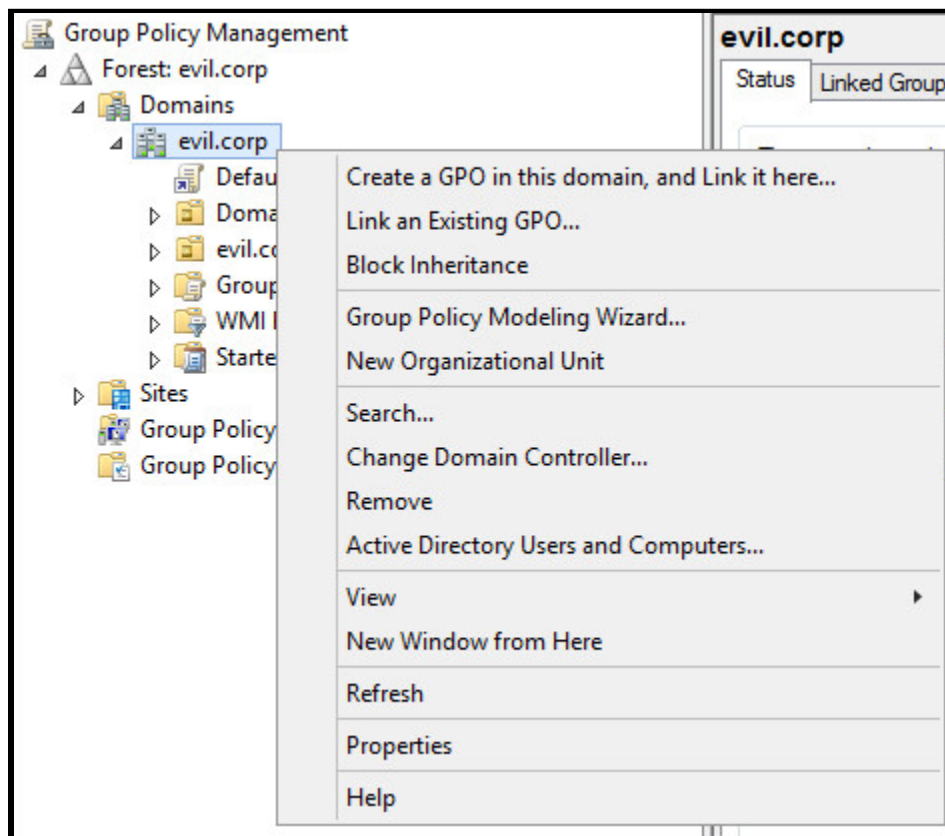 Group Policy Management
Forest: evil.corp
Domains
evil.corp
Defau
Doma
evil.co
Group
WMI
Starte
Sites
Group Policy
Group Policy
evil.corp
Status
Linked Group
Create a GPO in this domain, and Link it here...
Link an Existing GPO...
Block Inheritance
Group Policy Modeling Wizard...
New Organizational Unit
Search...
Change Domain Controller...
Remove
Active Directory Users and Computers...
View
New Window from Here
Refresh
Properties
Help